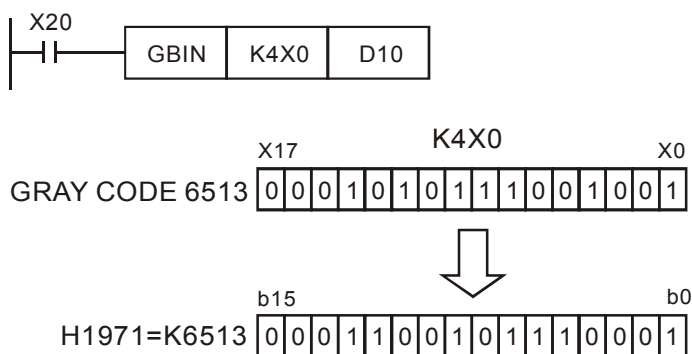 X20
GBIN K4X0 D10
K4X0
X17 X0
GRAY CODE 6513 0 0 0 1 0 1 0 1 1 1 0 0 1 0 0 1
b15 b0
H1971=K6513 0 0 0 1 1 0 0 1 0 1 1 1 0 0 0 1